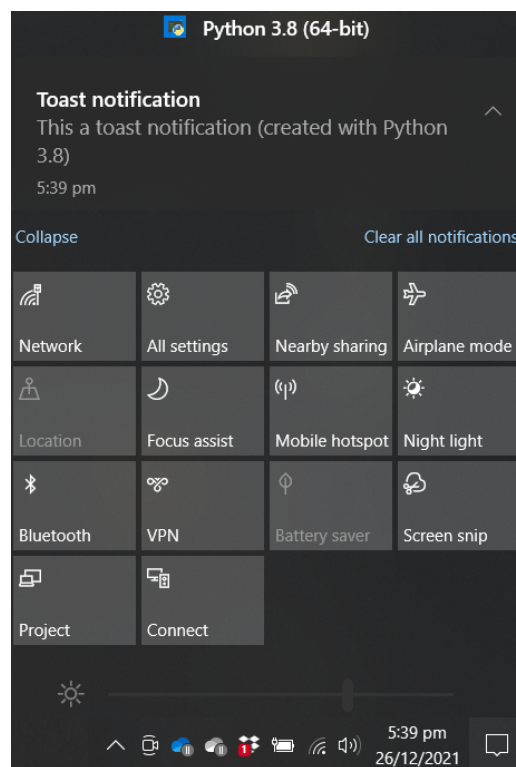 Python 3.8 (64-bit)
Toast notification
This a toast notification (created with Python
3.8)
5:39 pm
Collapse Clear all notifications
Network All settings Nearby sharing Airplane mode
Location Focus assist Mobile hotspot Night light
Bluetooth VPN Battery saver Screen snip
Project Connect
1
5:39 pm
26/12/2021